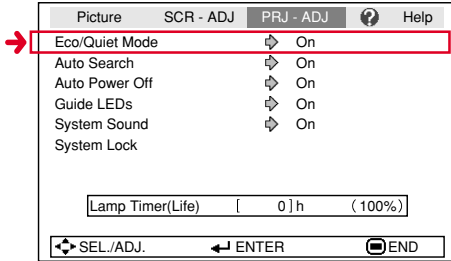 Picture SCR - ADJ PRJ - ADJ ? Help
Eco/Quiet Mode On
Auto Search On
Auto Power Off On
Guide LEDs On
System Sound On
System Lock
Lamp Timer(Life) [ 0 ] h (100%)
SEL./ADJ. ENTER END